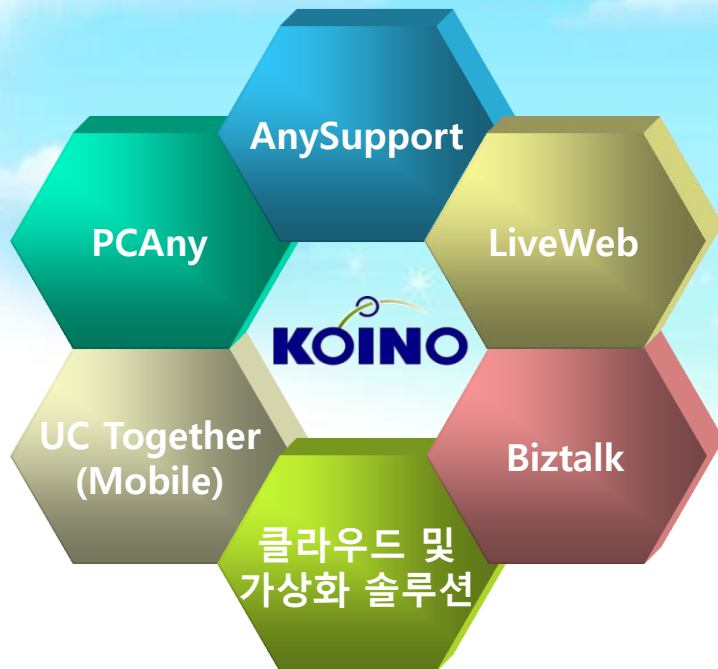 AnySupport
PCAny
LiveWeb
KOINO
UC Together
(Mobile)
Biztalk
클라우드 및
가상화 솔루션